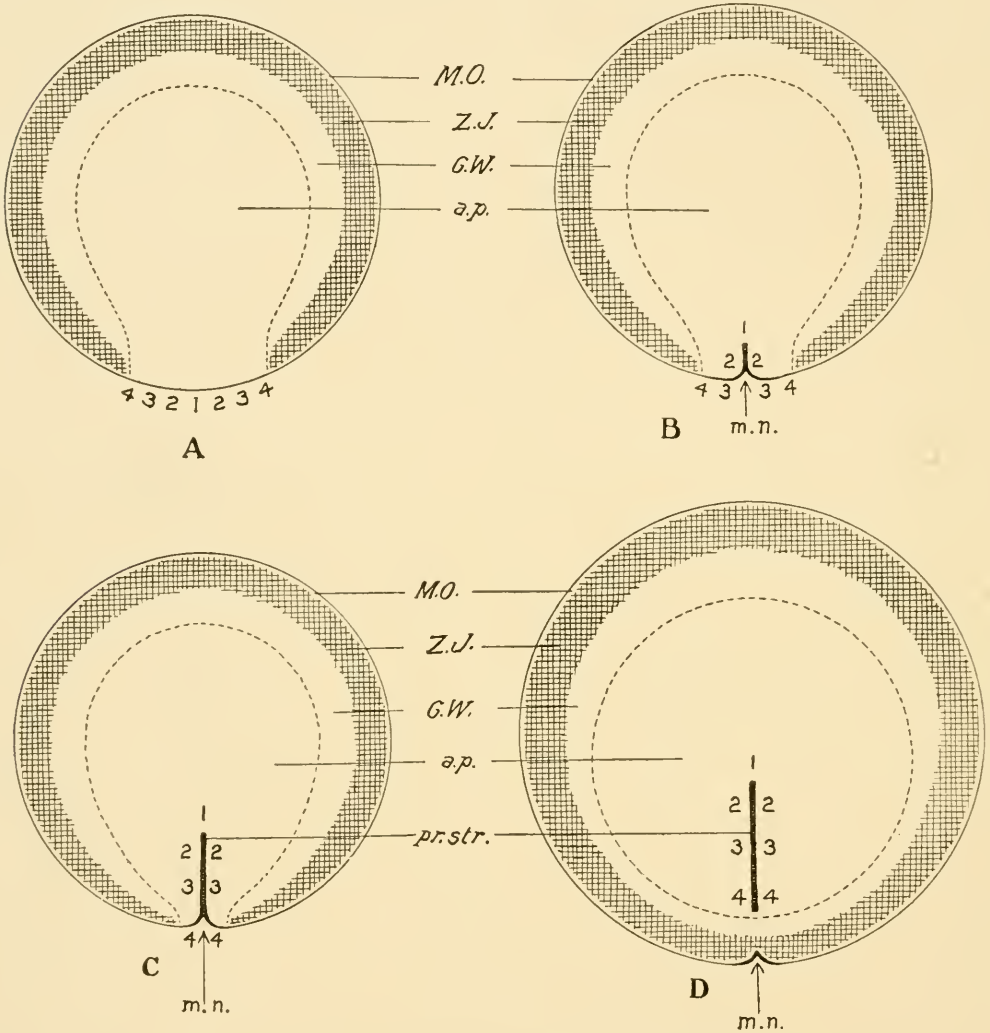 M.O.
Z.J.
G.W.
a.p.
4 3 2 1 2 3 4
A
1
2 2
4 3 3 4
B
m.n.
M.O.
Z.J.
G.W.
a.p.
pr.str.
1
2 2
3 3
4 4
C
m.n.
1
2 2
3 3
4 4
D
m.n.